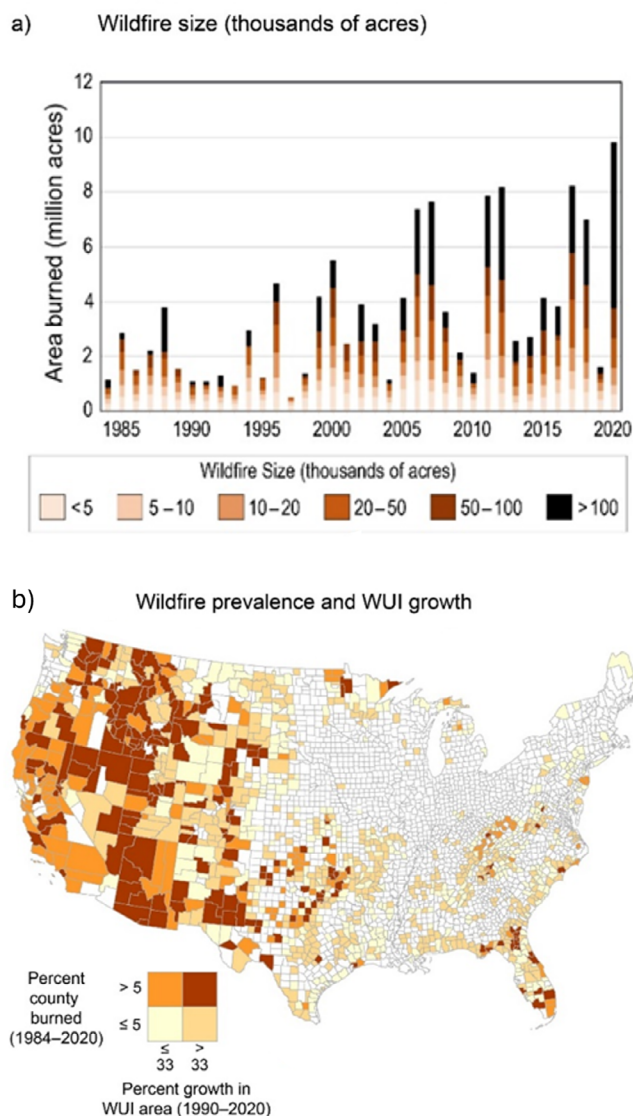 a) Wildfire size (thousands of acres)
12
10
8
6
4
2
0
Area burned (million acres)
1985 1990 1995 2000 2005 2010 2015 2020
Wildfire Size (thousands of acres)
<5 5–10 10–20 20–50 50–100 >100
b) Wildfire prevalence and WUI growth
Percent
county
burned
(1984–2020)
> 5
≤ 5
≤ >
33 33
Percent growth in
WUI area (1990–2020)